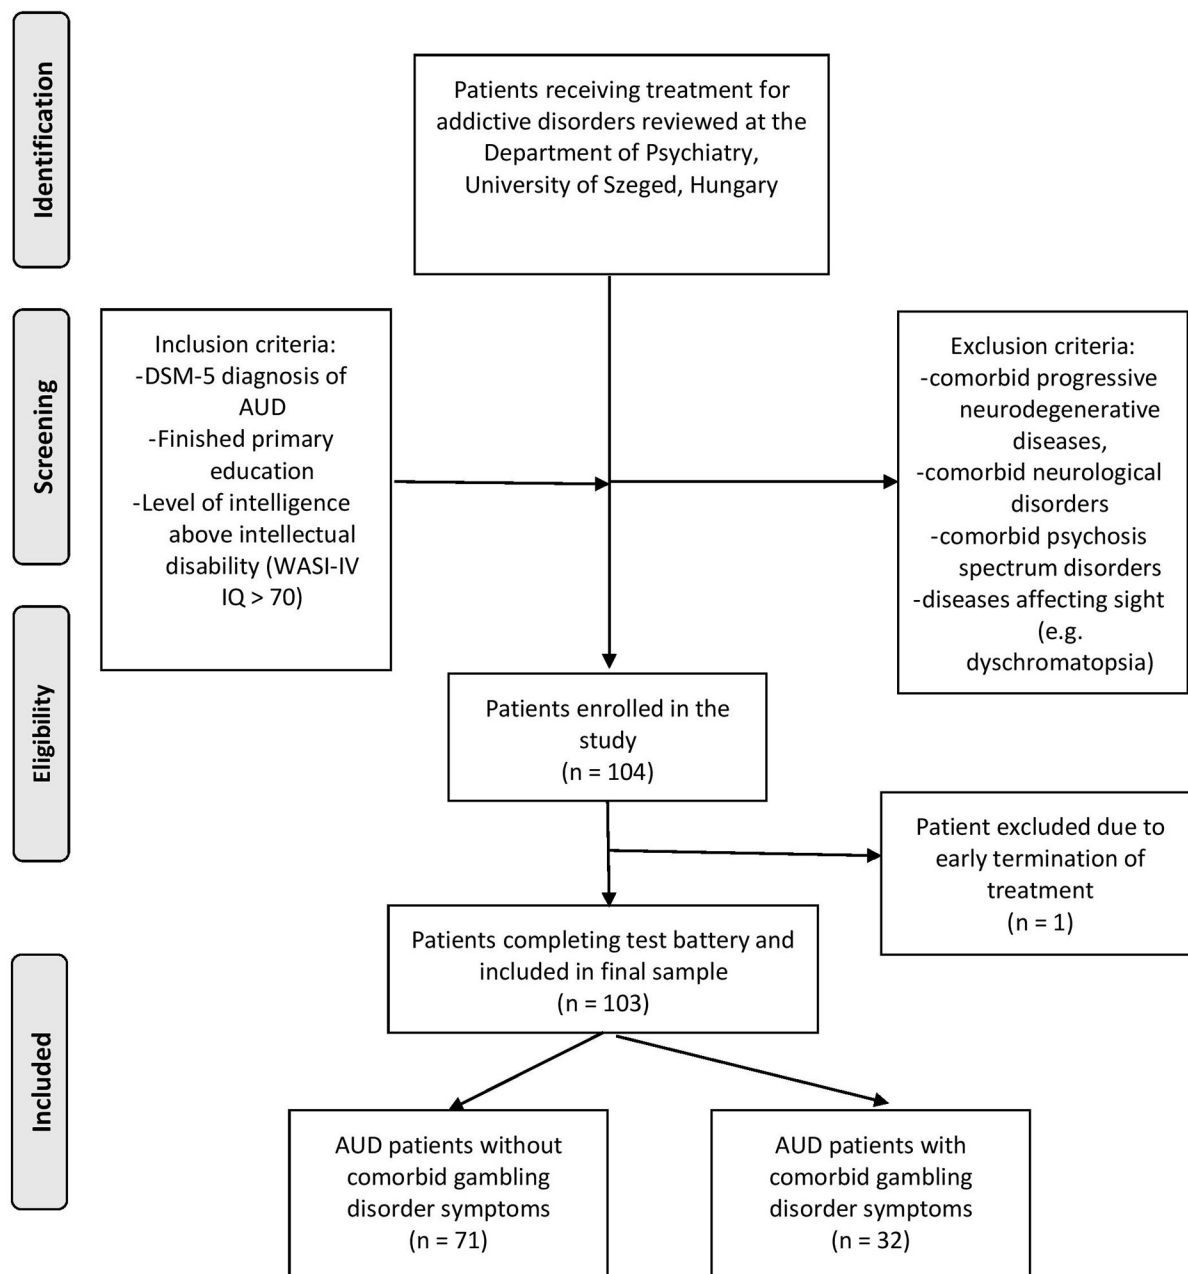 Identification
Patients receiving treatment for
addictive disorders reviewed at the
Department of Psychiatry,
University of Szeged, Hungary
Screening
Inclusion criteria:
-DSM-5 diagnosis of
AUD
-Finished primary
education
-Level of intelligence
above intellectual
disability (WASI-IV
IQ > 70)
Exclusion criteria:
-comorbid progressive
neurodegenerative
diseases,
-comorbid neurological
disorders
-comorbid psychosis
spectrum disorders
-diseases affecting sight
(e.g.
dyschromatopsia)
Eligibility
Patients enrolled in the
study
(n = 104)
Patient excluded due to
early termination of
treatment
(n = 1)
Included
Patients completing test battery and
included in final sample
(n = 103)
AUD patients without
comorbid gambling
disorder symptoms
(n = 71)
AUD patients with
comorbid gambling
disorder symptoms
(n = 32)